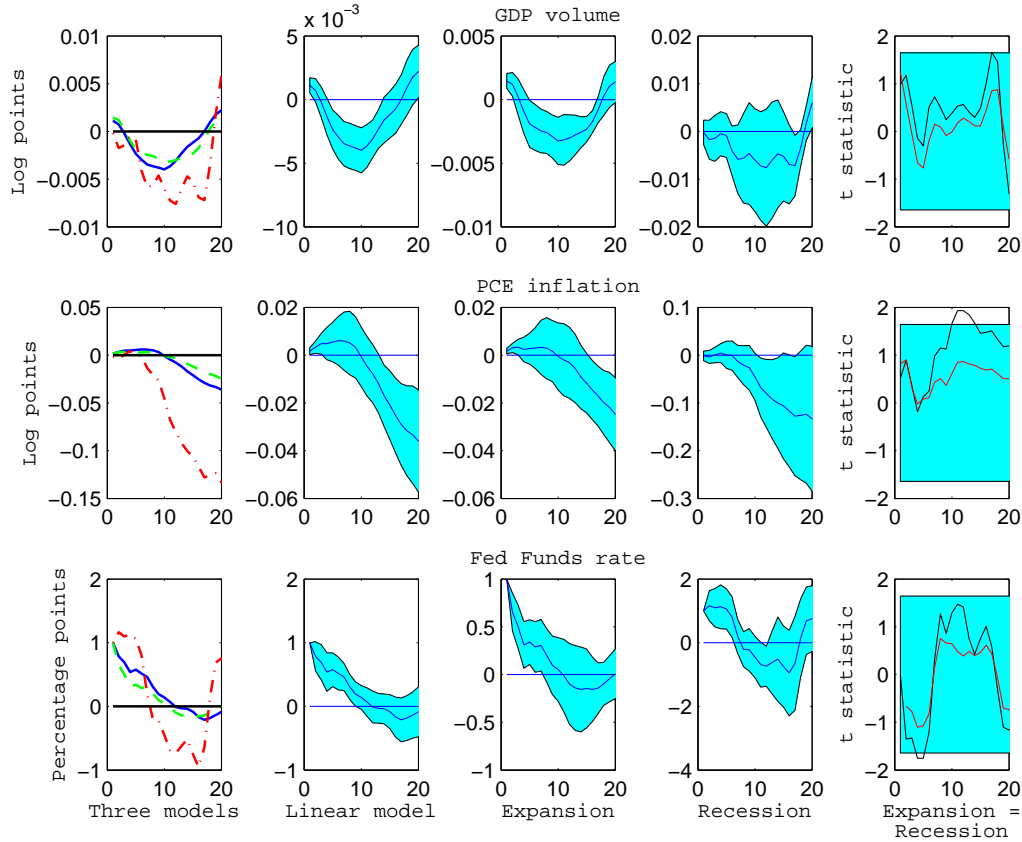 GDP volume
x 10⁻³
Log points
0.01
0.005
0
−0.005
−0.01
0 10 20
5
0
−5
−10
0 10 20
0.01
0.005
0
−0.005
−0.01
0 10 20
0.01
0
−0.01
−0.02
0 10 20
t statistic
2
1
0
−1
−2
0 10 20
PCE inflation
Log points
0.05
0
−0.05
−0.1
−0.15
0 10 20
0.02
0
−0.02
−0.04
−0.06
0 10 20
0.02
0
−0.02
−0.04
−0.06
0 10 20
0.1
0
−0.1
−0.2
−0.3
0 10 20
t statistic
2
1
0
−1
−2
0 10 20
Fed Funds rate
Percentage points
2
1
0
−1
0 10 20
Three models
2
1
0
−1
0 10 20
Linear model
1
0.5
0
−0.5
−1
0 10 20
Expansion
2
0
−2
−4
0 10 20
Recession
t statistic
2
1
0
−1
−2
0 10 20
Expansion =
Recession